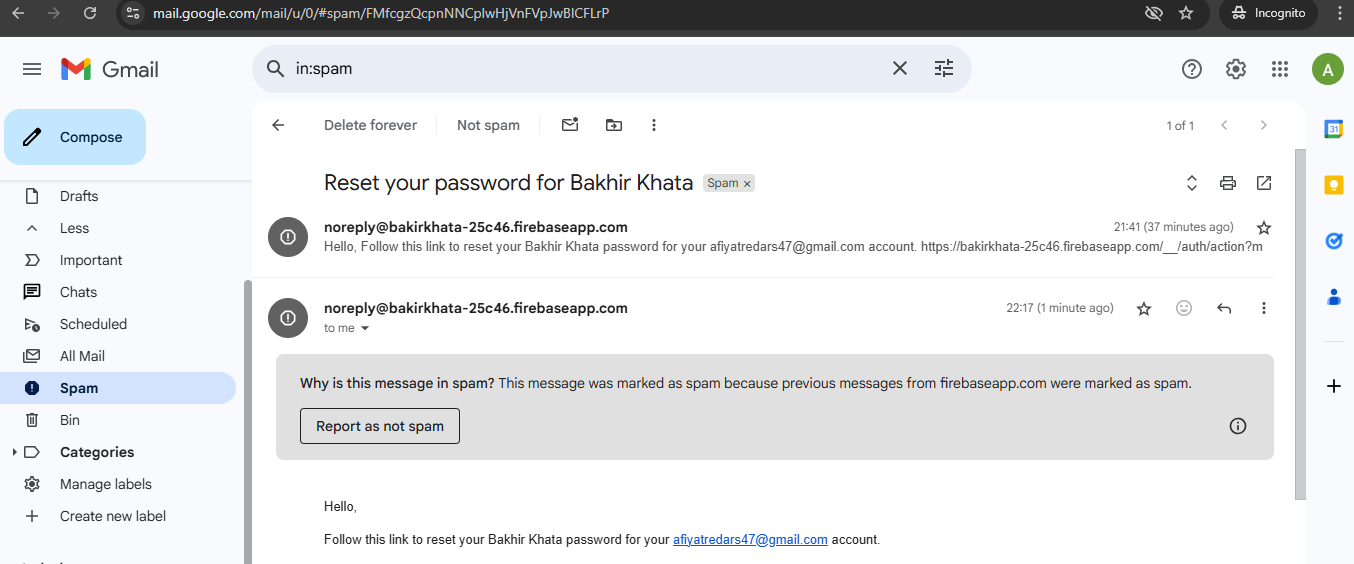 mail.google.com/mail/u/0/#spam/FMfcgzQcpnNNCplwHjVnFVpJwBlCFLrP
Incognito
Gmail
in:spam
A
Compose
Delete forever
Not spam
1 of 1
31
Drafts
Less
Important
Chats
Scheduled
All Mail
Spam
Bin
Categories
Manage labels
Create new label
Reset your password for Bakhir Khata
Spam ×
noreply@bakirkhata-25c46.firebaseapp.com
21:41 (37 minutes ago)
Hello, Follow this link to reset your Bakhir Khata password for your afiyatredars47@gmail.com account. https://bakirkhata-25c46.firebaseapp.com/__/auth/action?m
noreply@bakirkhata-25c46.firebaseapp.com
22:17 (1 minute ago)
to me
Why is this message in spam? This message was marked as spam because previous messages from firebaseapp.com were marked as spam.
Report as not spam
Hello,
Follow this link to reset your Bakhir Khata password for your afiyatredars47@gmail.com account.